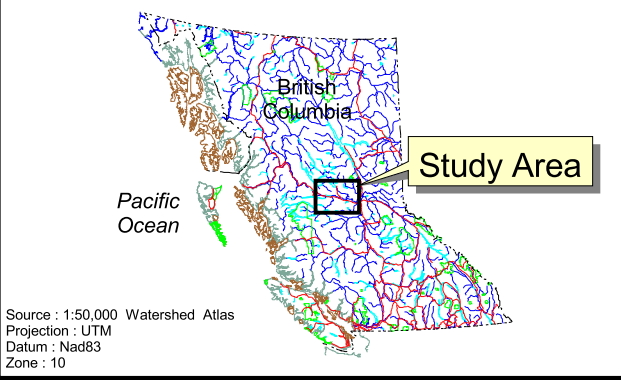 British
Columbia
Study Area
Pacific
Ocean
Source : 1:50,000 Watershed Atlas
Projection : UTM
Datum : Nad83
Zone : 10